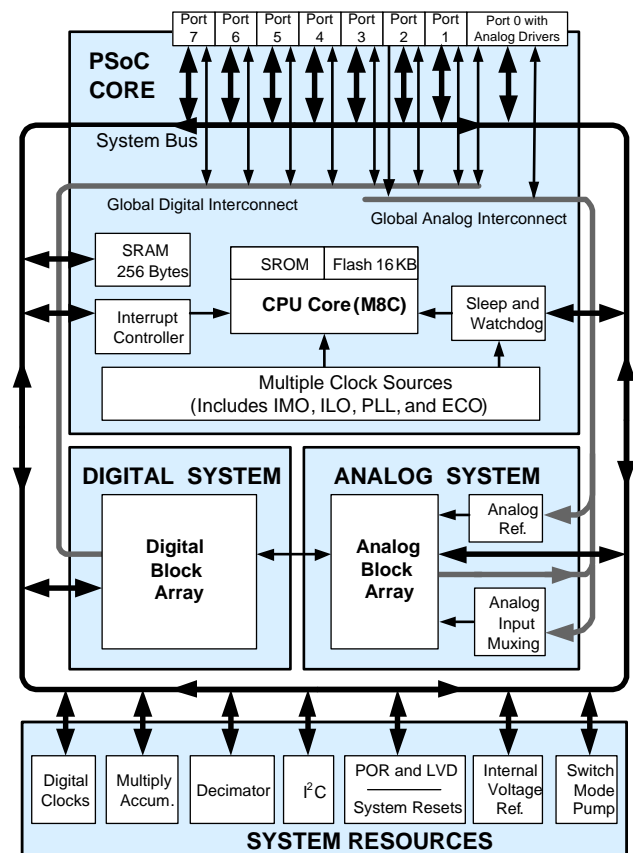 Port 7
Port 6
Port 5
Port 4
Port 3
Port 2
Port 1
Port 0 with
Analog Drivers
PSoC
CORE
System Bus
Global Digital Interconnect
Global Analog Interconnect
SRAM
256 Bytes
SROM
Flash 16KB
CPU Core (M8C)
Interrupt
Controller
Sleep and
Watchdog
Multiple Clock Sources
(Includes IMO, ILO, PLL, and ECO)
DIGITAL SYSTEM
ANALOG SYSTEM
Digital
Block
Array
Analog
Block
Array
Analog
Ref.
Analog
Input
Muxing
Digital
Clocks
Multiply
Accum.
Decimator
I²C
POR and LVD
System Resets
Internal
Voltage
Ref.
Switch
Mode
Pump
SYSTEM RESOURCES